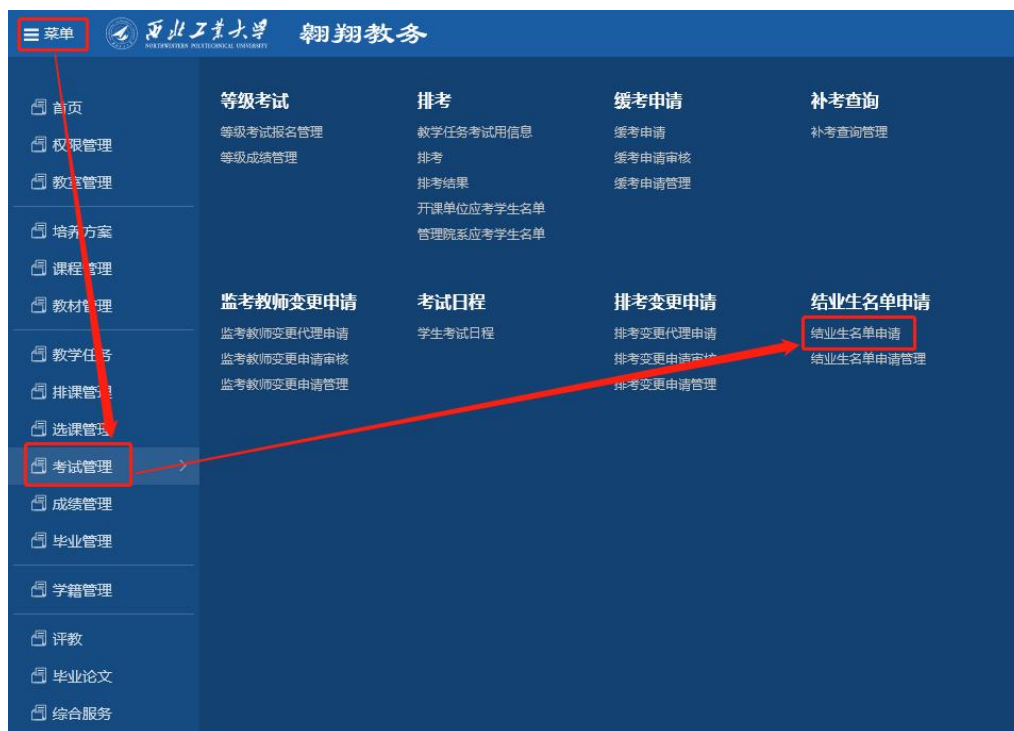 菜单
西北工业大学
NORTHWESTERN POLYTECHNICAL UNIVERSITY
翱翔教务
首页
权限管理
教室管理
培养方案
课程管理
教材管理
教学任务
排课管理
选课管理
考试管理
成绩管理
毕业管理
学籍管理
评教
毕业论文
综合服务
等级考试
等级考试报名管理
等级成绩管理
排考
教学任务考试用信息
排考
排考结果
开课单位应考学生名单
管理院系应考学生名单
缓考申请
缓考申请
缓考申请审核
缓考申请管理
补考查询
补考查询管理
监考教师变更申请
监考教师变更代理申请
监考教师变更申请审核
监考教师变更申请管理
考试日程
学生考试日程
排考变更申请
排考变更代理申请
排考变更申请审核
排考变更申请管理
结业生名单申请
结业生名单申请
结业生名单申请管理